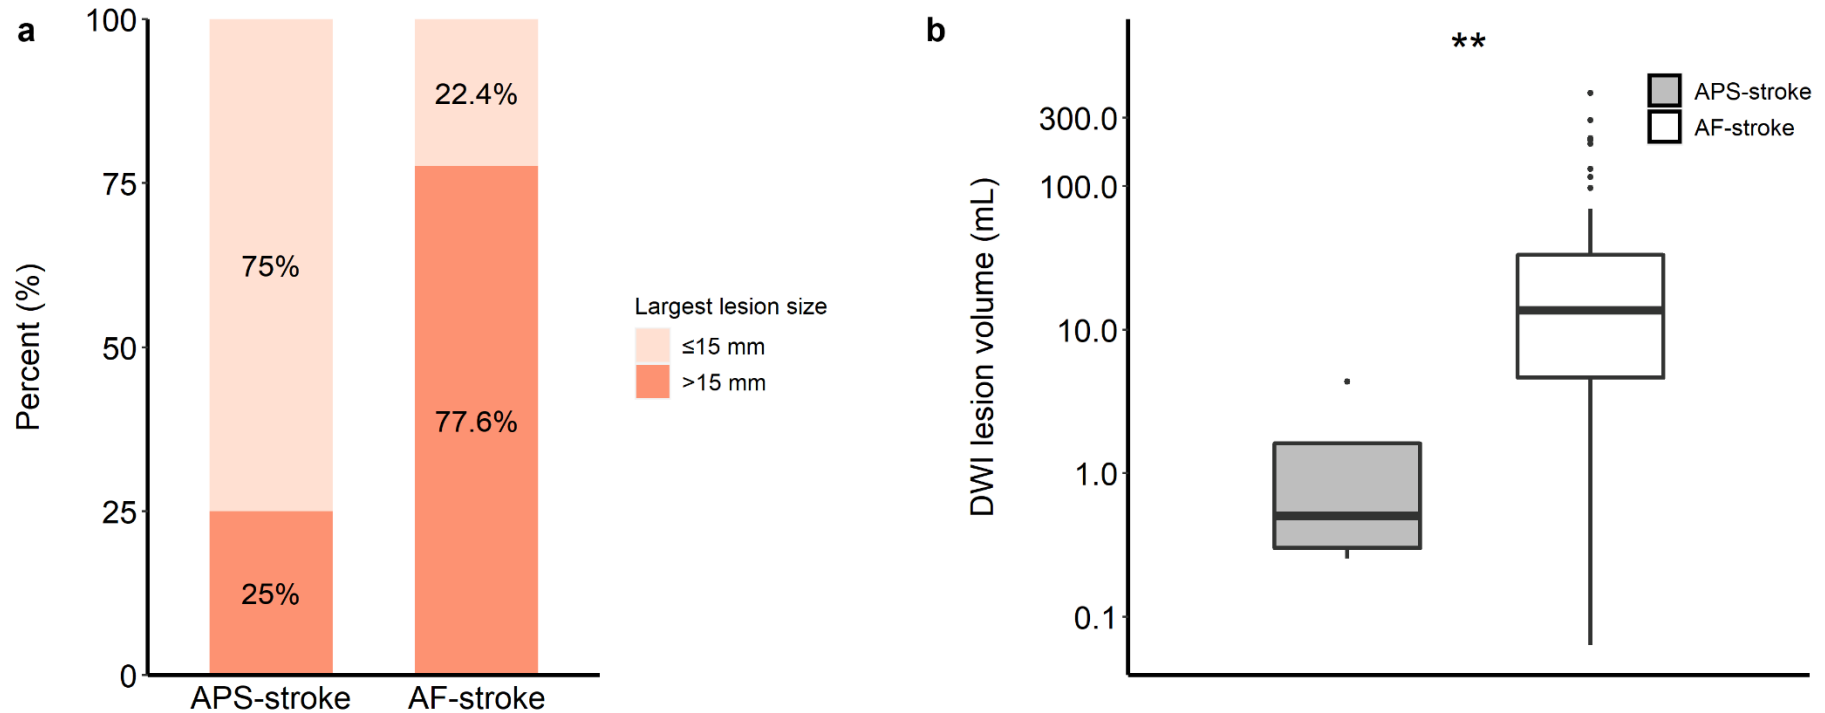 a
100
75
50
25
0
Percent (%)
75%
25%
22.4%
77.6%
APS-stroke
AF-stroke
Largest lesion size
≤15 mm
>15 mm
b
**
300.0
100.0
10.0
1.0
0.1
DWI lesion volume (mL)
APS-stroke
AF-stroke